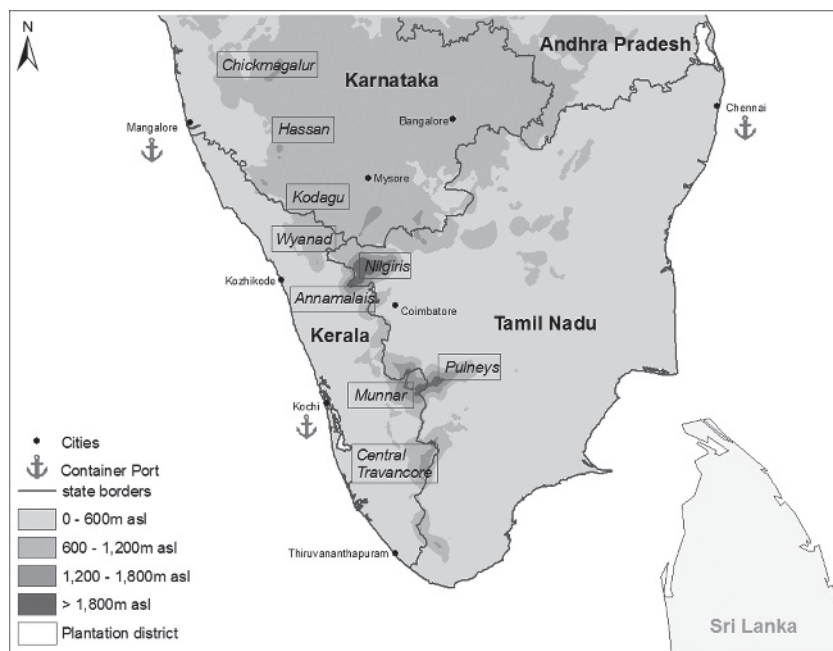 N
Andhra Pradesh
Chickmagalur
Karnataka
Chennai
Mangalore
Hassan
Bangalore
Mysore
Kodagu
Wyanad
Nilgiris
Kozhikode
Annamalais
Coimbatore
Tamil Nadu
Kerala
Pulneys
Munnar
Kochi
Cities
Container Port
state borders
0 - 600m asl
600 - 1,200m asl
1,200 - 1,800m asl
> 1,800m asl
Plantation district
Central
Travancore
Thiruvananthapuram
Sri Lanka